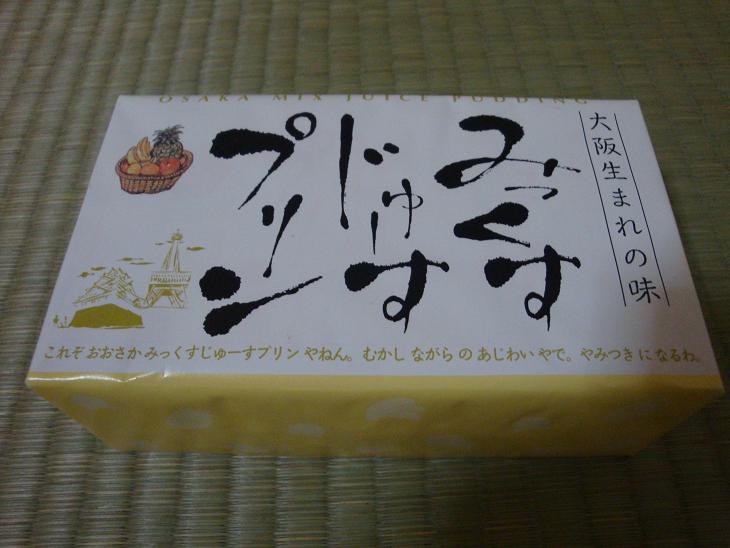 OSAKA MIX JUICE PUDDING
大阪生まれの味
みっくす
じゅーす
プリン
これぞ おおさか みっくすじゅーすプリン やねん。むかし ながら の あじわい やで。やみつき に なるわ。